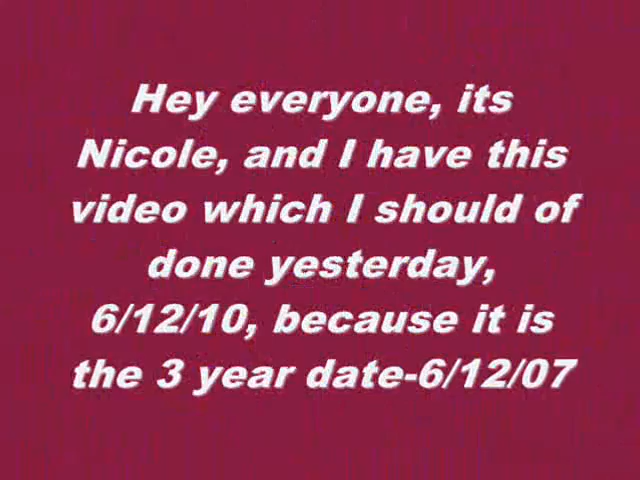 Hey everyone, its
Nicole, and I have this
video which I should of
done yesterday,
6/12/10, because it is
the 3 year date-6/12/07